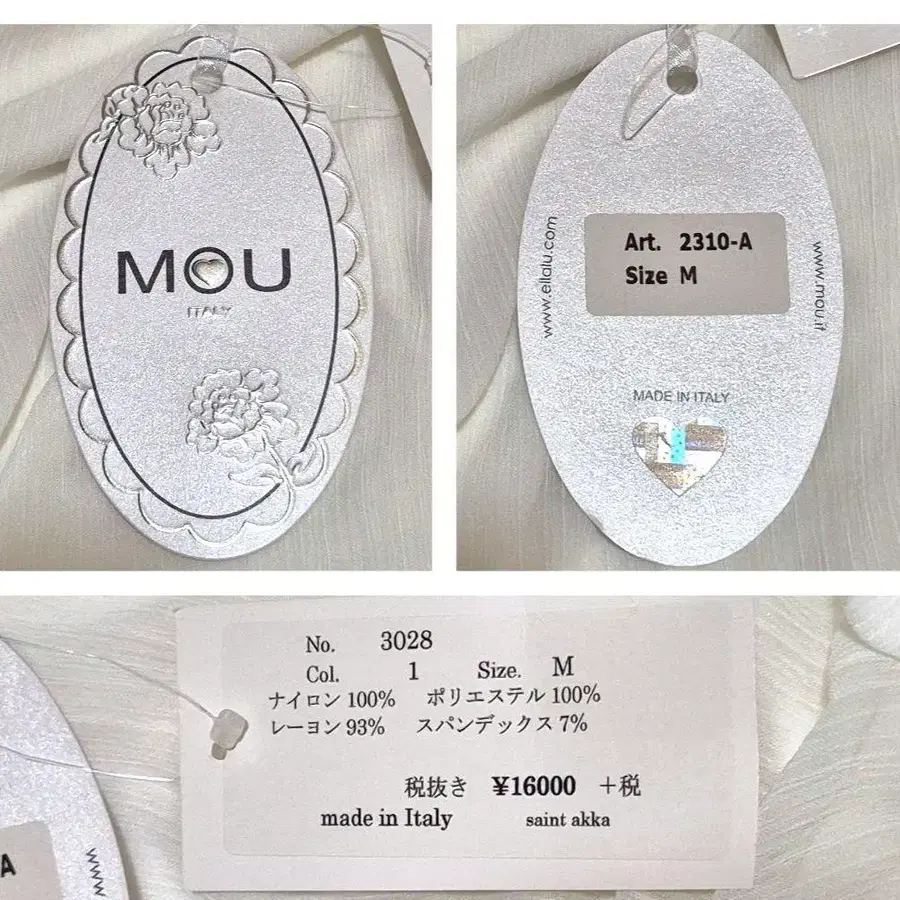 MOU
ITALY
www.ellalu.com
Art. 2310-A
Size M
www.mou.it
MADE IN ITALY
No. 3028
Col. 1 Size. M
ナイロン 100% ポリエステル 100%
レーヨン 93% スパンデックス 7%
税抜き ¥16000 +税
made in Italy saint akka
A
www